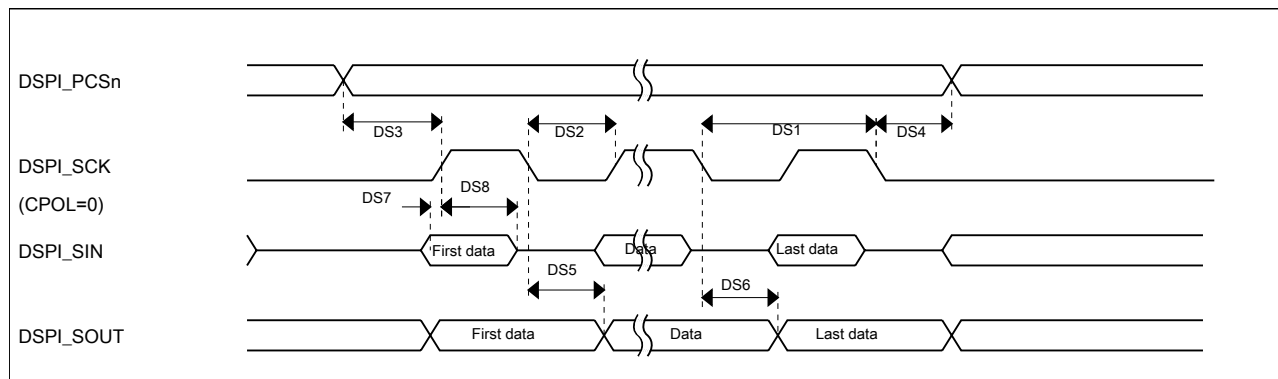 DSPI_PCSn
DS3
DS2
DS1
DS4
DSPI_SCK
(CPOL=0)
DS7
DS8
DSPI_SIN
First data
Data
Last data
DS5
DS6
DSPI_SOUT
First data
Data
Last data